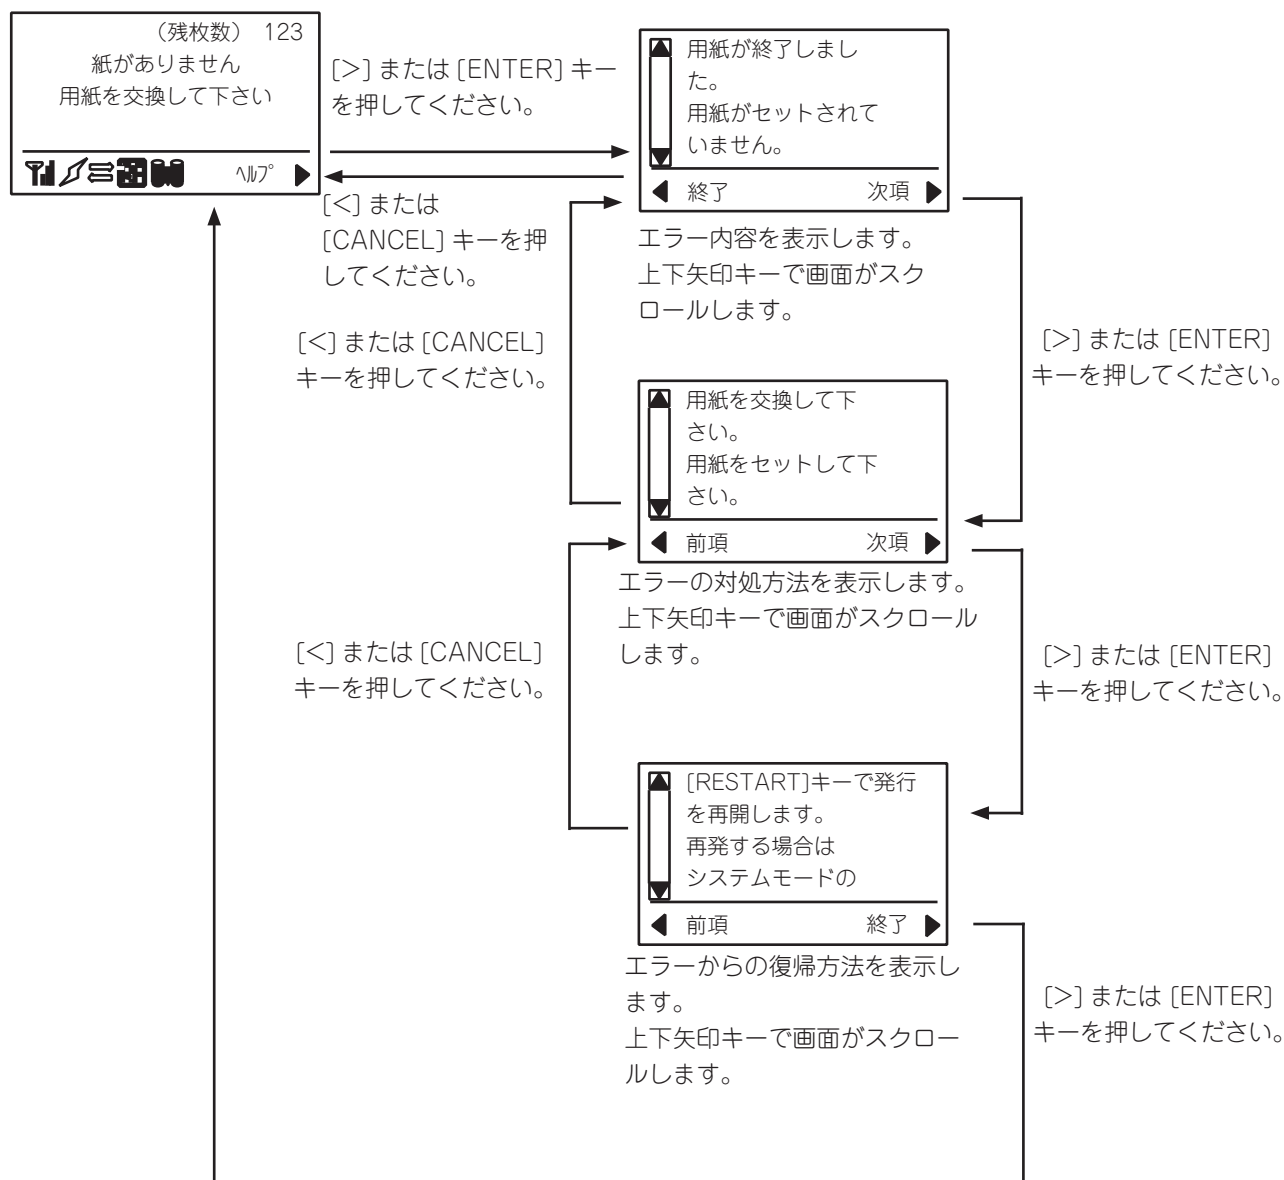 （残枚数） 123
紙がありません
用紙を交換して下さい
ﾍﾙﾌﾟ
[>] または [ENTER] キー
を押してください。
用紙が終了しまし
た。
用紙がセットされて
いません。
終了 次項
[<] または
[CANCEL] キーを押
してください。
エラー内容を表示します。
上下矢印キーで画面がスク
ロールします。
[<] または [CANCEL]
キーを押してください。
[>] または [ENTER]
キーを押してください。
用紙を交換して下
さい。
用紙をセットして下
さい。
前項 次項
エラーの対処方法を表示します。
上下矢印キーで画面がスクロール
します。
[<] または [CANCEL]
キーを押してください。
[>] または [ENTER]
キーを押してください。
[RESTART]キーで発行
を再開します。
再発する場合は
システムモードの
前項 終了
エラーからの復帰方法を表示し
ます。
上下矢印キーで画面がスクロー
ルします。
[>] または [ENTER]
キーを押してください。